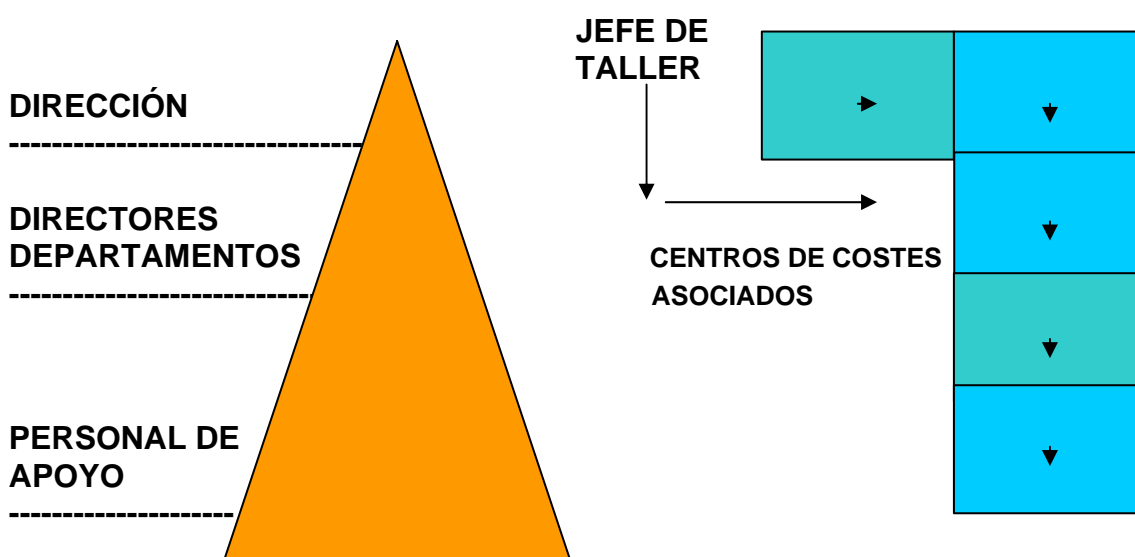 DIRECCIÓN
DIRECTORES
DEPARTAMENTOS
PERSONAL DE
APOYO
JEFE DE
TALLER
CENTROS DE COSTES
ASOCIADOS